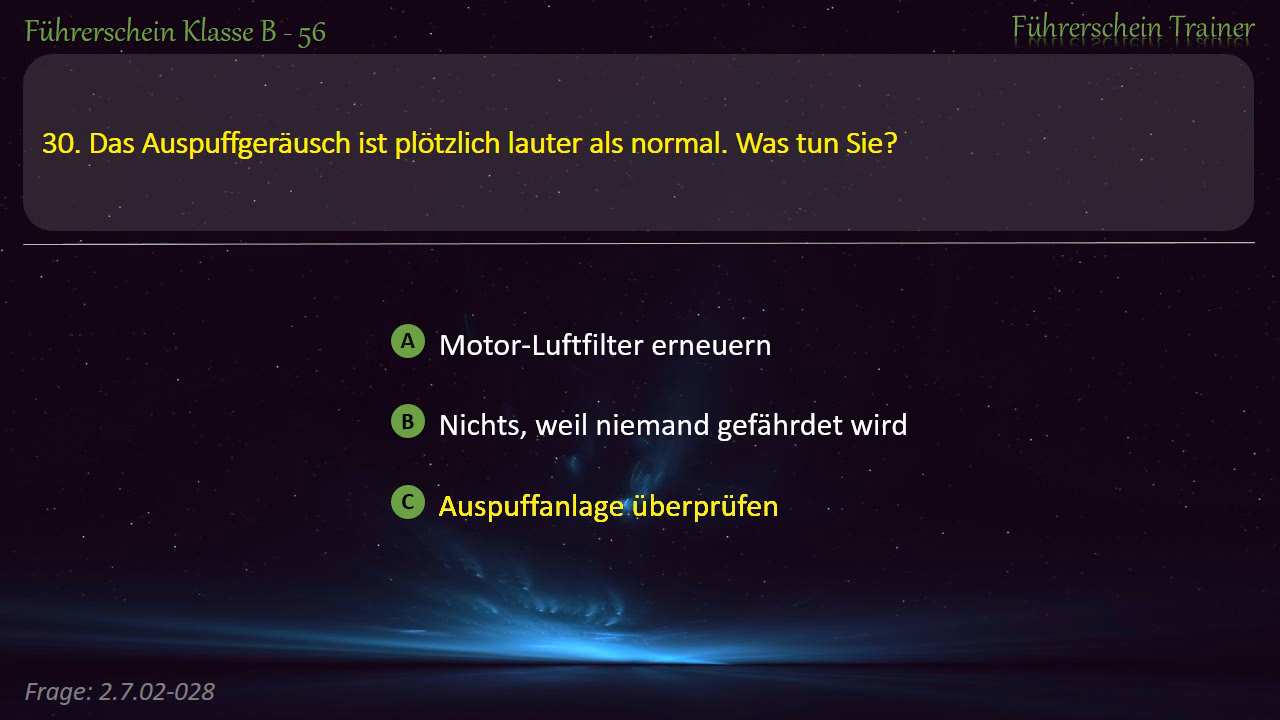 Führerschein Klasse B - 56
Führerschein Trainer
30. Das Auspuffgeräusch ist plötzlich lauter als normal. Was tun Sie?
A Motor-Luftfilter erneuern
B Nichts, weil niemand gefährdet wird
C Auspuffanlage überprüfen
Frage: 2.7.02-028